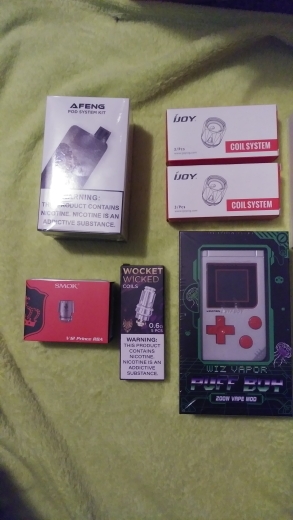 AFENG
POD SYSTEM KIT
WARNING:
THIS PRODUCT CONTAINS
NICOTINE. NICOTINE IS AN
ADDICTIVE SUBSTANCE.
IJOY
COIL SYSTEM
IJOY
COIL SYSTEM
SMOK
WOCKET
WICKED
COILS
0.6Ω
WARNING:
THIS PRODUCT
CONTAINS
NICOTINE.
NICOTINE IS AN
ADDICTIVE
SUBSTANCE.
WIZ VAPOR
PUFF BOY
200W VAPE MOD